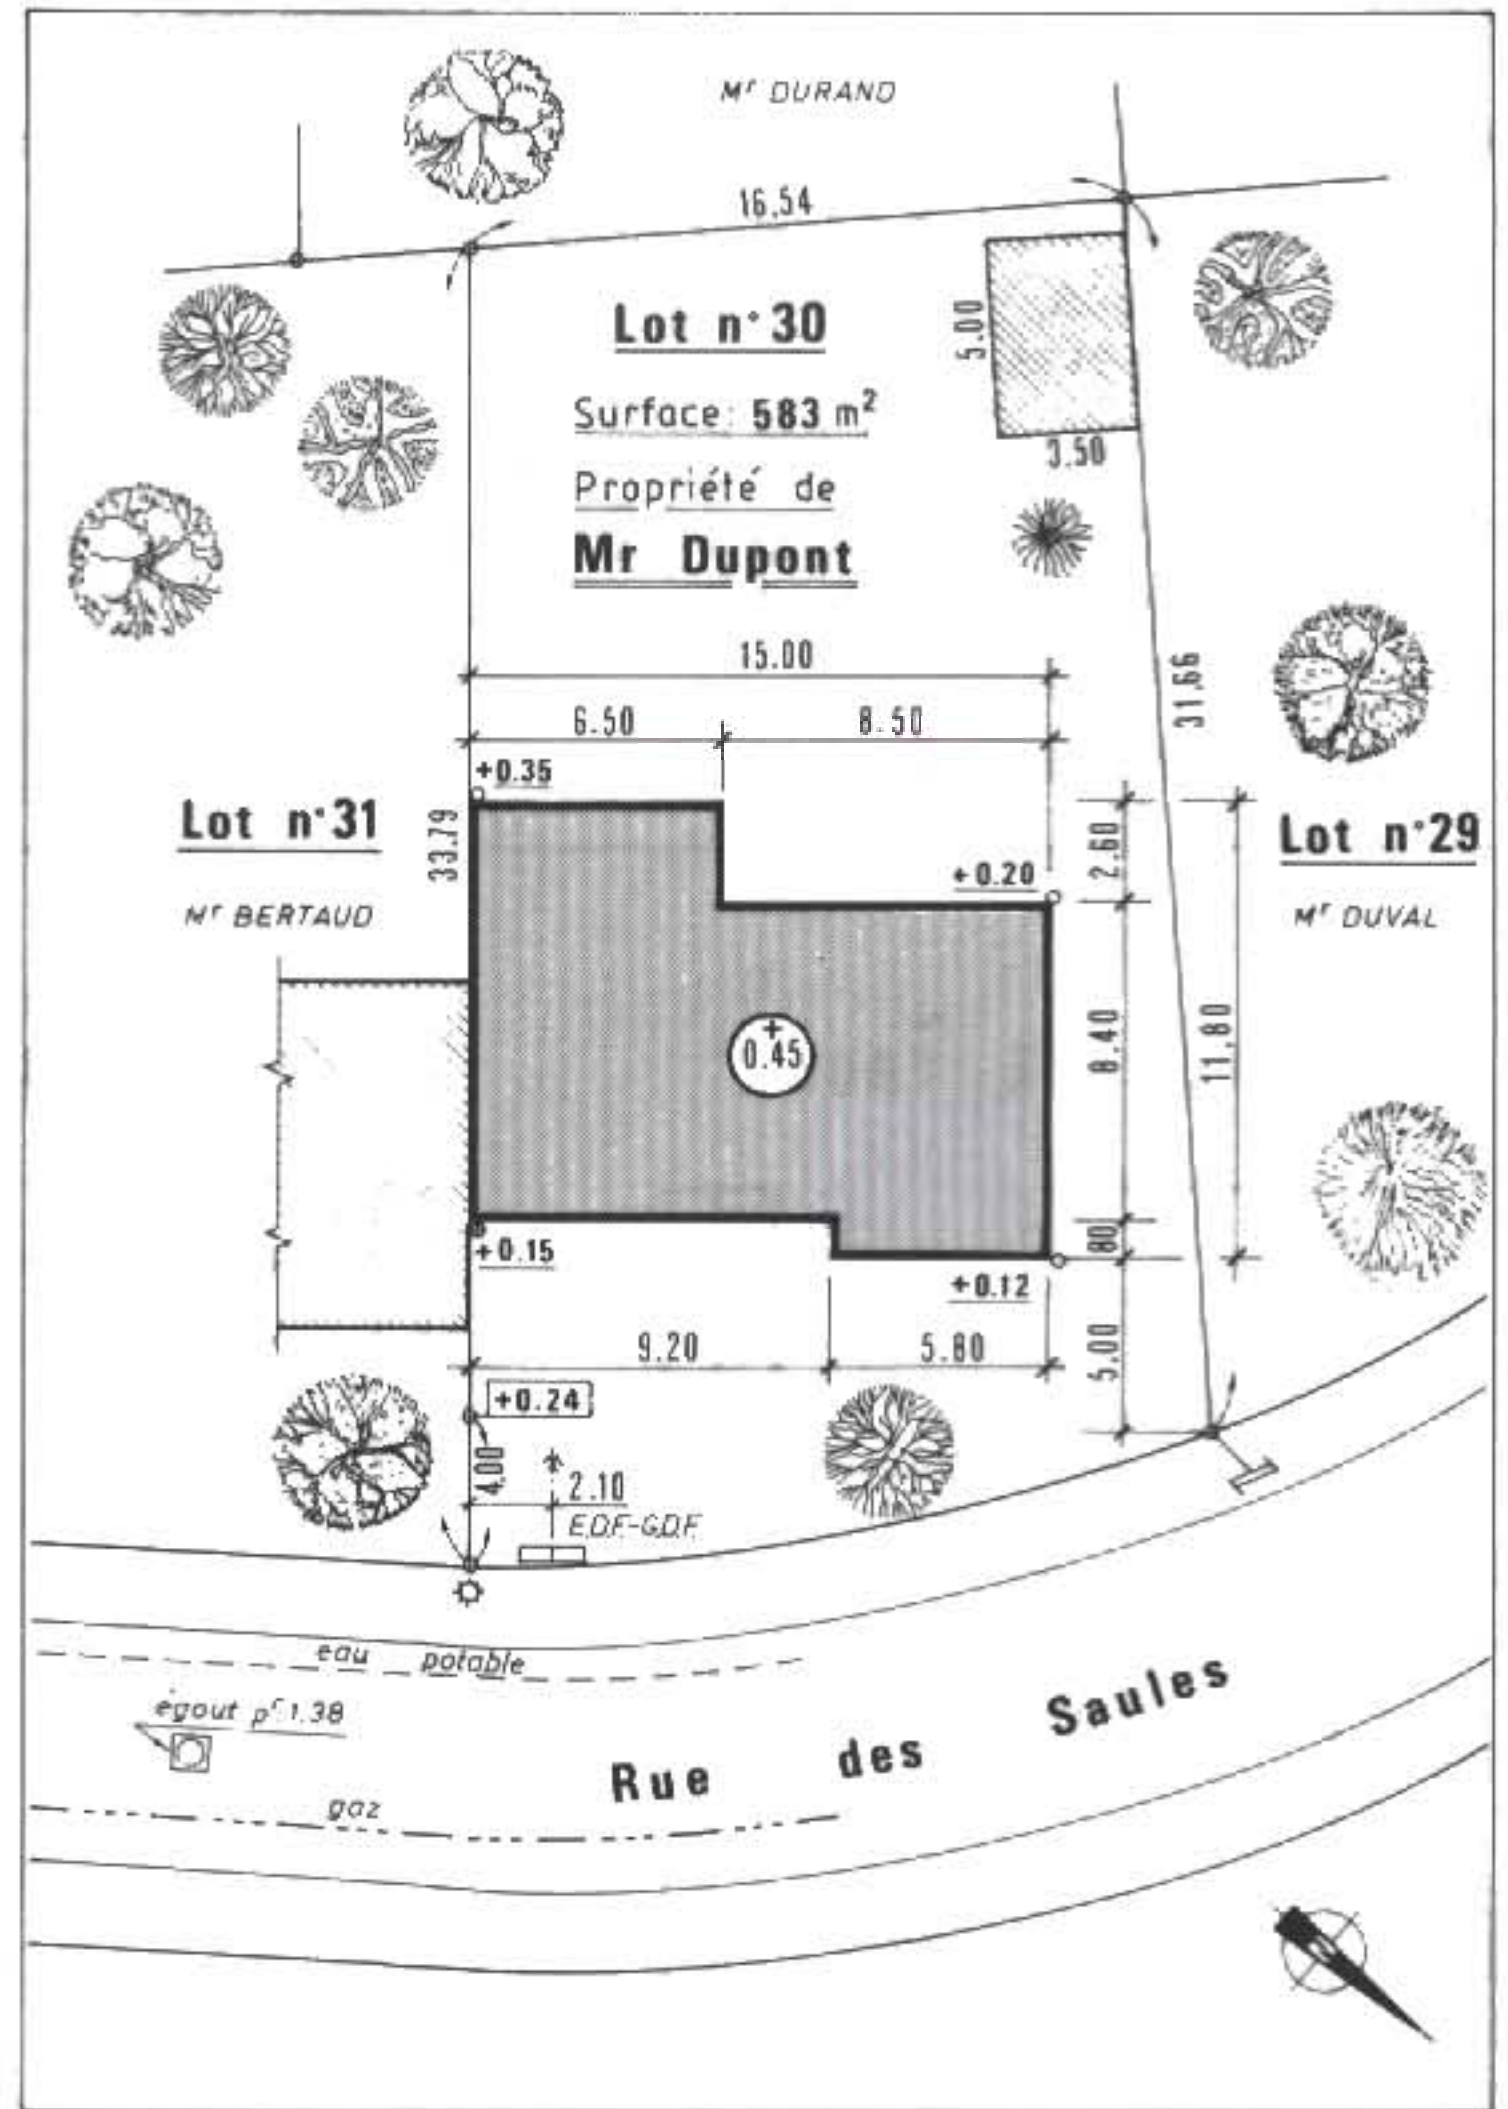 Mʳ DURAND
16,54
Lot n°30
Surface: 583 m²
Propriété de
Mr Dupont
5.00
3.50
15.00
6.50
8.50
31,66
+0.35
33.79
Lot n°31
Mʳ BERTAUD
+0.20
2.60
Lot n°29
Mʳ DUVAL
0.45
+
8.40
11,80
+0.15
80
+0.12
9.20
5.80
5,00
+0.24
4,00
2.10
E.D.F.-G.D.F.
eau potable
égout pʳ 1.38
Rue des Saules
gaz